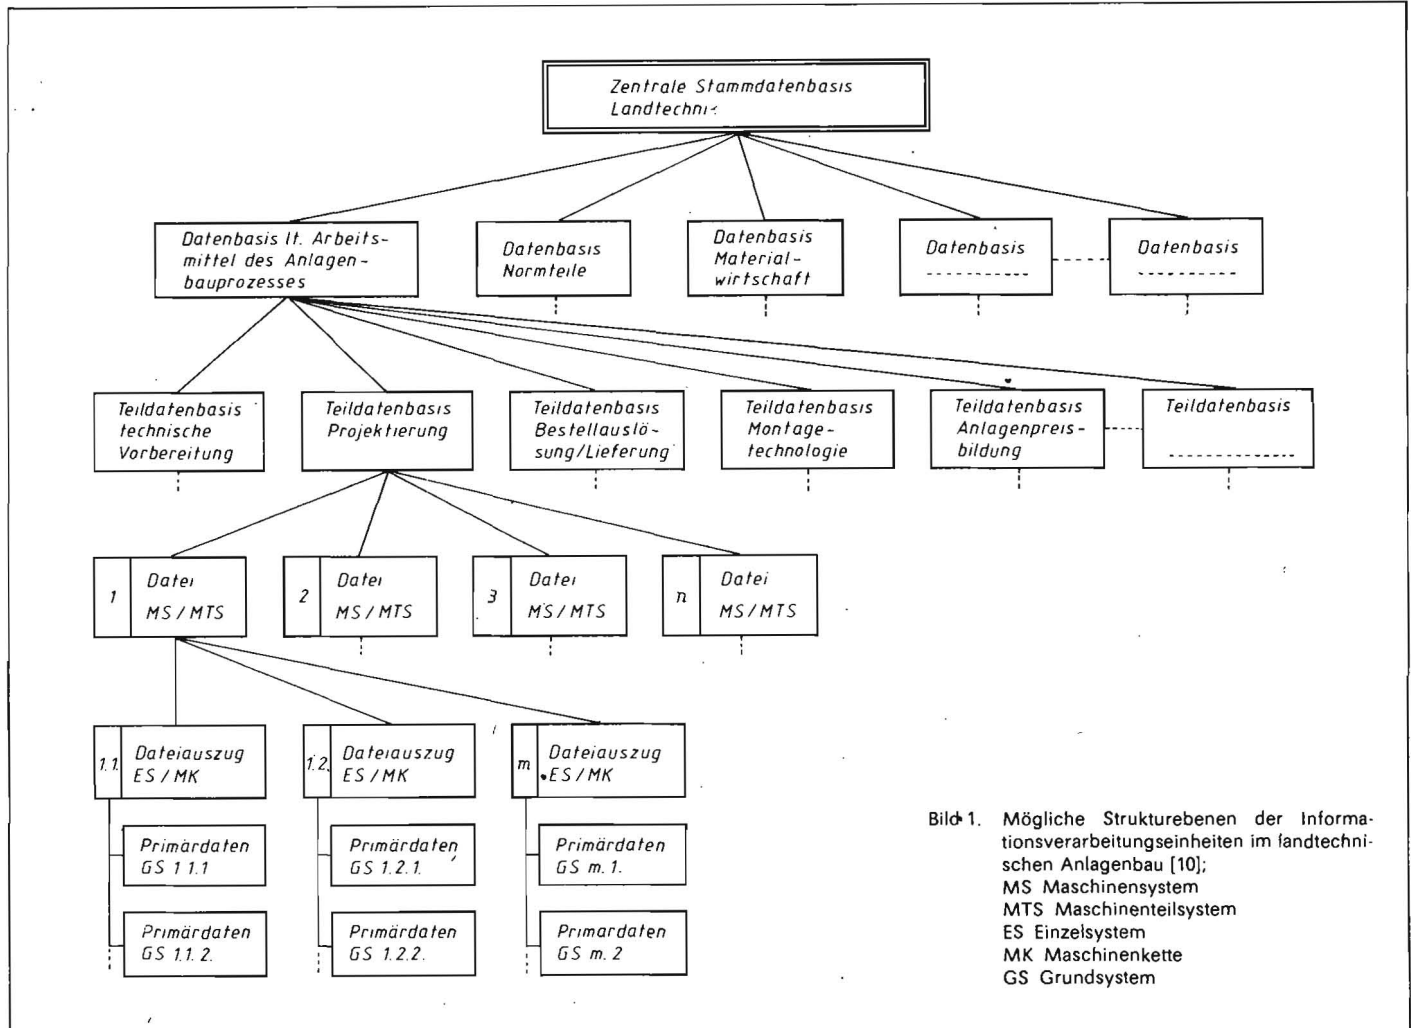 Zentrale Stammdatenbasis
Landtechnik
Datenbasis lt. Arbeits-
mittel des Anlagen-
bauprozesses
Datenbasis
Normteile
Datenbasis
Material-
wirtschaft
Datenbasis
Datenbasis
Teildatenbasis
technische
Vorbereitung
Teildatenbasis
Projektierung
Teildatenbasis
Bestellauslö-
sung/Lieferung
Teildatenbasis
Montage-
technologie
Teildatenbasis
Anlagenpreis-
bildung
Teildatenbasis
1 Datei
MS/MTS
2 Datei
MS/MTS
3 Datei
MS/MTS
n Datei
MS/MTS
1.1. Dateiauszug
ES/MK
1.2. Dateiauszug
ES/MK
m Dateiauszug
ES/MK
Primärdaten
GS 1 1.1
Primärdaten
GS 1.2.1.
Primärdaten
GS m.1.
Primärdaten
GS 1.1.2.
Primärdaten
GS 1.2.2.
Primardaten
GS m.2
Bild 1. Mögliche Strukturebenen der Informa-
tionsverarbeitungseinheiten im landtechni-
schen Anlagenbau [10];
MS Maschinensystem
MTS Maschinenteilsystem
ES Einzelsystem
MK Maschinenkette
GS Grundsystem